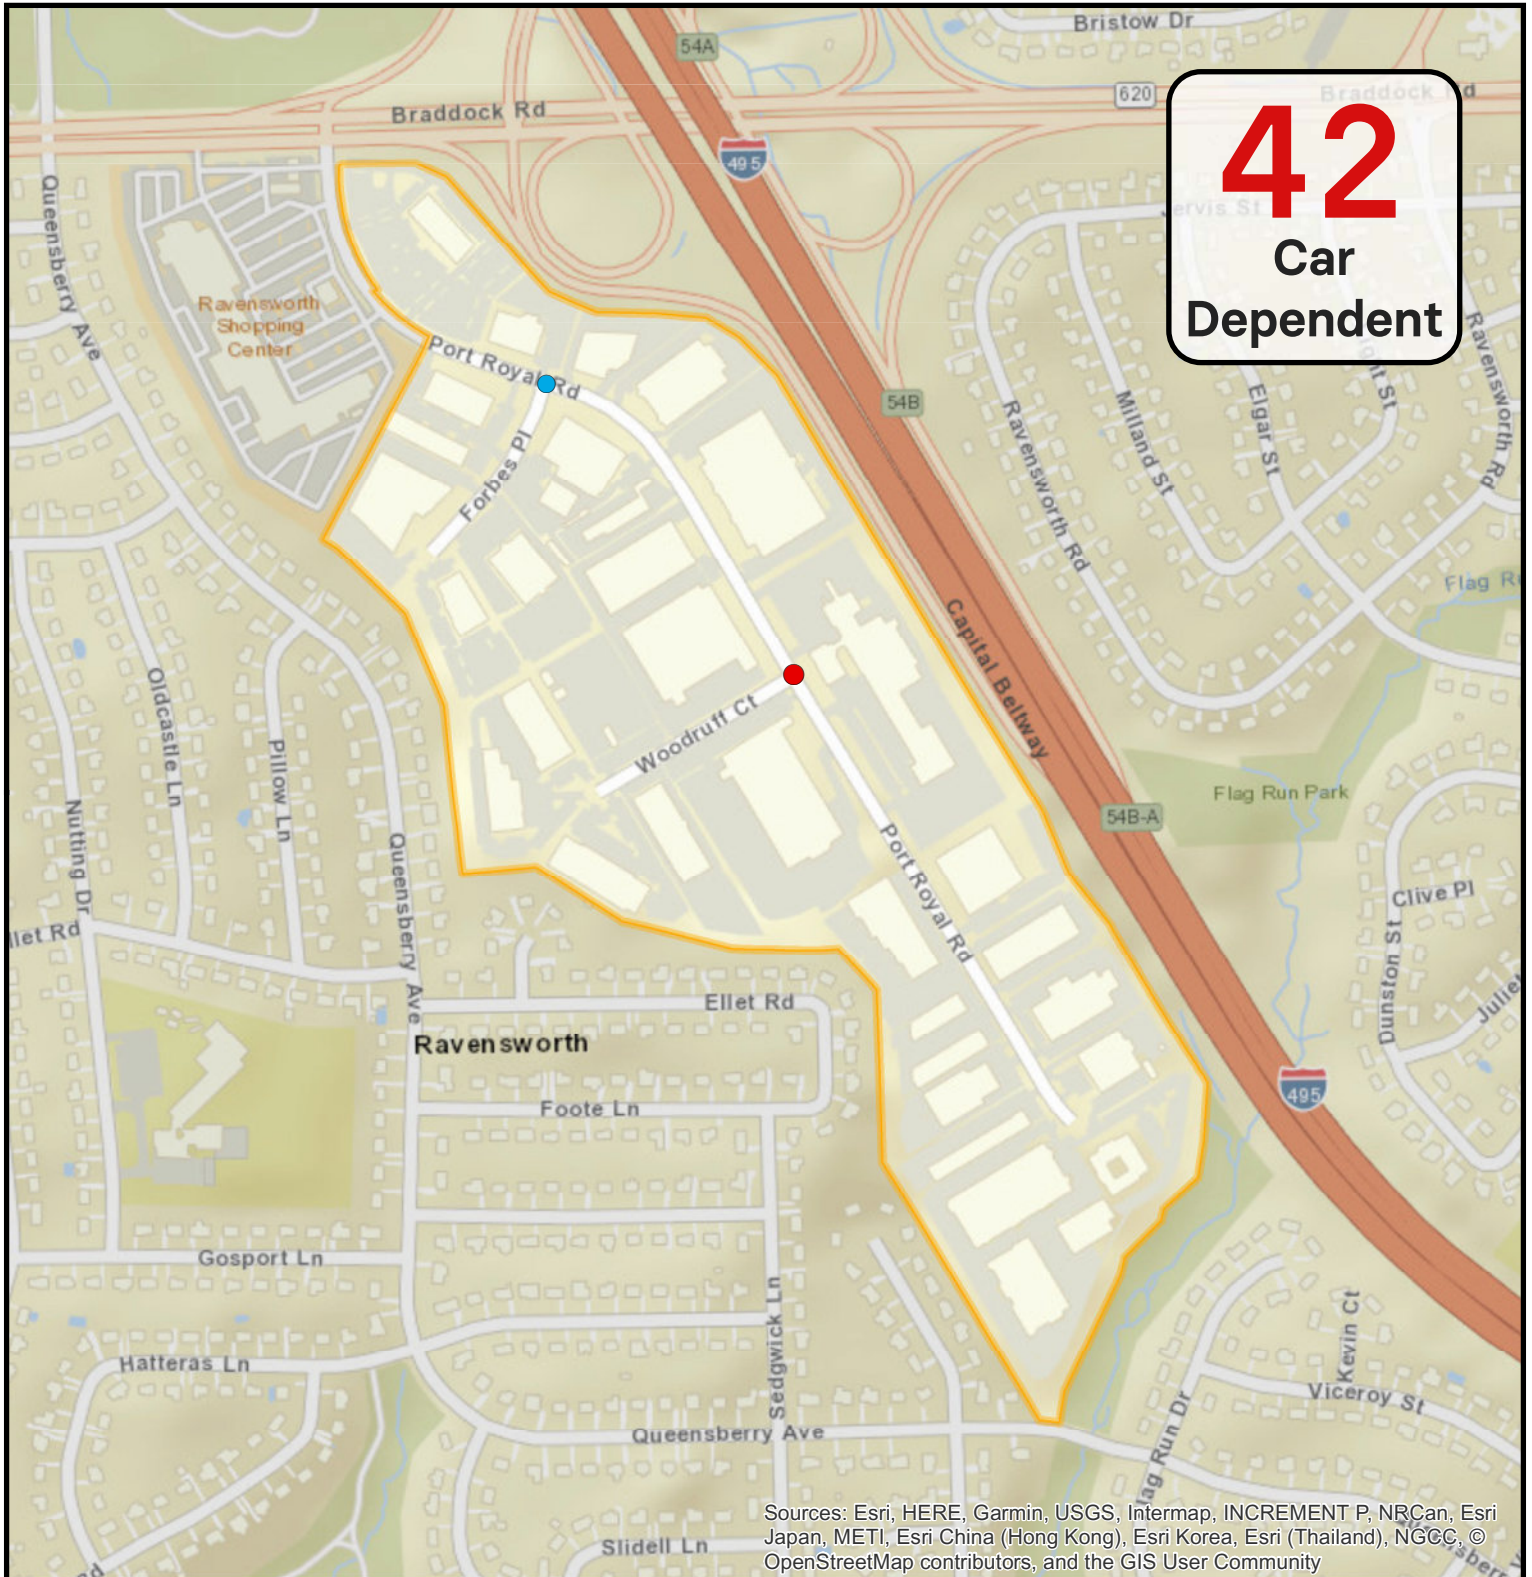 Bristow Dr
54A
Braddock Rd
620
Braddock Rd
495
42
Car
Dependent
Queensberry Ave
Ravensworth
Shopping
Center
Port Royal Rd
54B
Forbes Pl
Ravensworth Rd
Milland St
Elgar St
Ravensworth Rd
Capital Beltway
Oldcastle Ln
Pillow Ln
Nutting Dr
Woodruff Ct
Flag Run Park
54B-A
Port Royal Rd
Queensberry Ave
Clive Pl
Dunston St
Ellet Rd
Ravensworth
495
Foote Ln
Gosport Ln
Sedgwick Ln
Kevin Ct
Hatteras Ln
Viceroy St
Queensberry Ave
Slidell Ln
Sources: Esri, HERE, Garmin, USGS, Intermap, INCREMENT P, NRCan, Esri
Japan, METI, Esri China (Hong Kong), Esri Korea, Esri (Thailand), NGCC, ©
OpenStreetMap contributors, and the GIS User Community